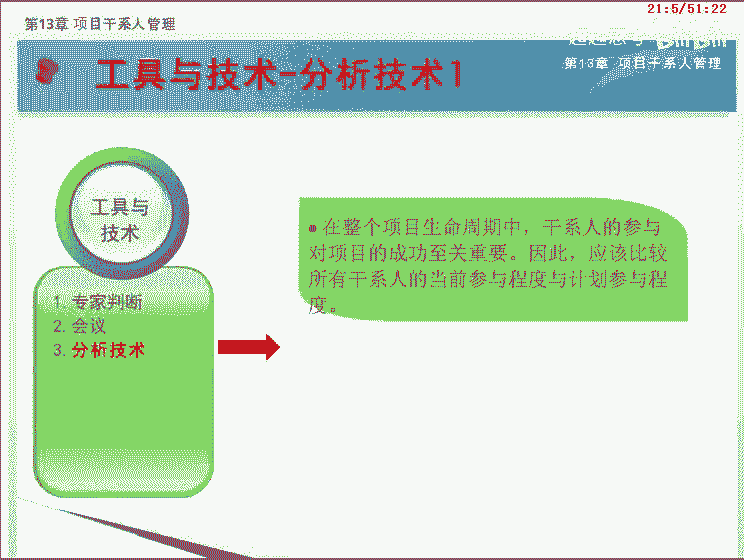 21:5/51:22
第13章 项目干系人管理
第13章 项目干系人管理
工具与技术-分析技术1
工具与
技术
1. 专家判断
2. 会议
3. 分析技术
● 在整个项目生命周期中，干系人的参与
对项目的成功至关重要。因此，应该比较
所有干系人的当前参与程度与计划参与程
度。